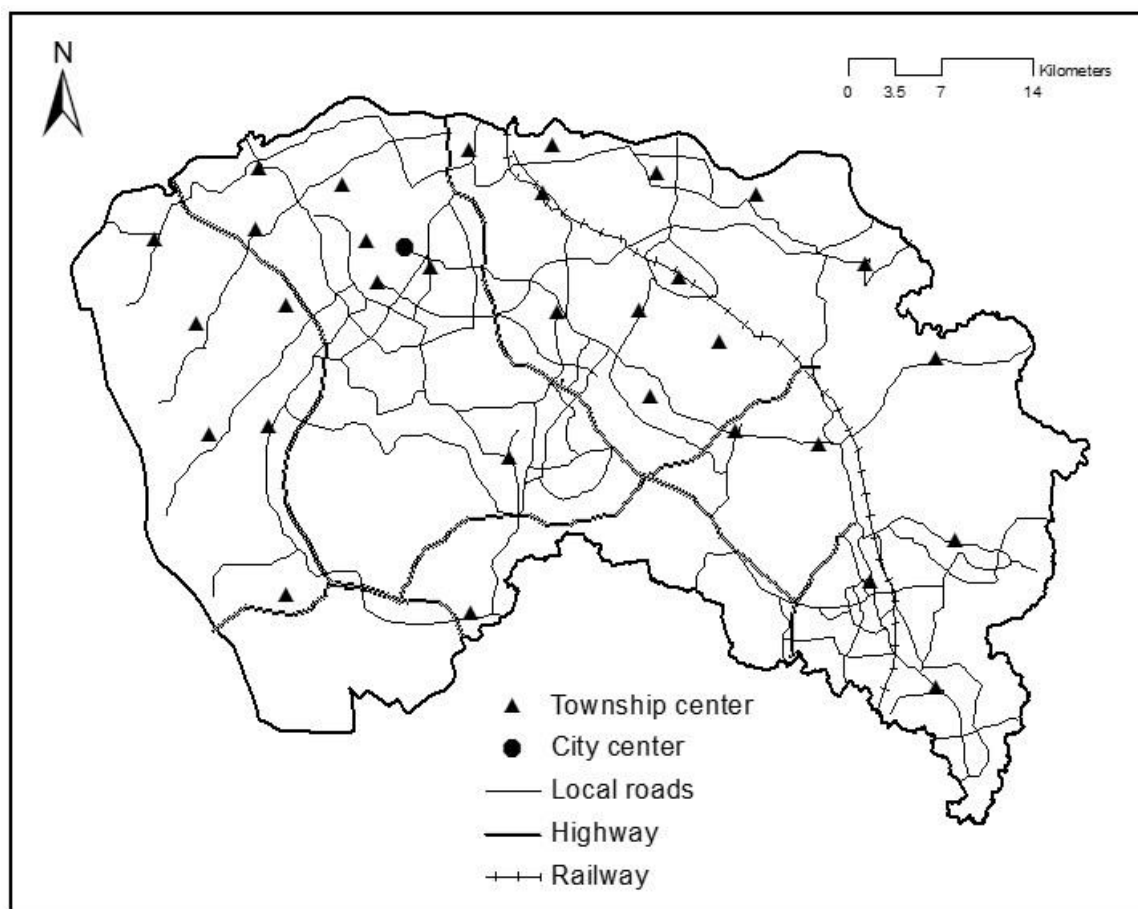 N
Kilometers
0 3.5 7 14
Township center
City center
Local roads
Highway
Railway